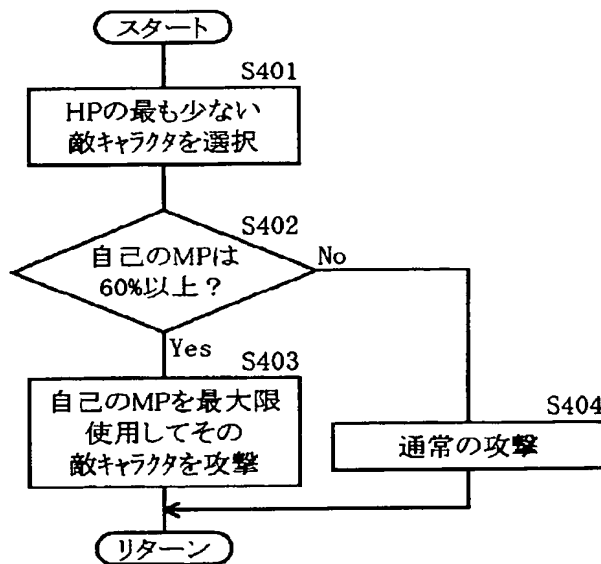 スタート
S401
HPの最も少ない
敵キャラクタを選択
S402
自己のMPは
60%以上?
No
Yes
S403
自己のMPを最大限
使用してその
敵キャラクタを攻撃
S404
通常の攻撃
リターン